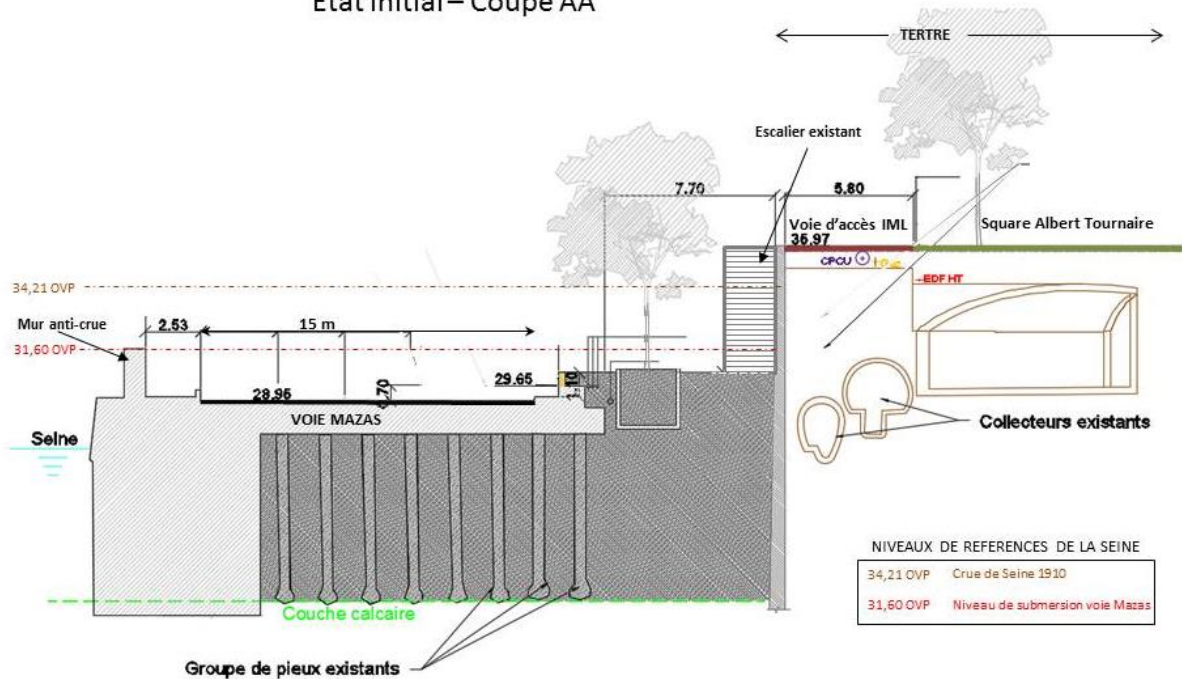 Etat initial – Coupe AA
TERTRE
Escalier existant
7.70
5.80
Voie d'accès IML
Square Albert Tournaire
35.97
CPCU
EDF HT
34,21 OVP
Mur anti-crue
2.53
15 m
31,60 OVP
28.95
.70
29.65
VOIE MAZAS
Seine
Collecteurs existants
NIVEAUX DE REFERENCES DE LA SEINE
34,21 OVP Crue de Seine 1910
31,60 OVP Niveau de submersion voie Mazas
Couche calcaire
Groupe de pieux existants